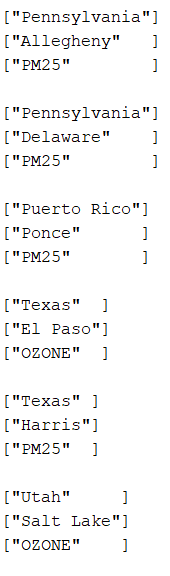 ["Pennsylvania"]
["Allegheny"   ]
["PM25"        ]

["Pennsylvania"]
["Delaware"    ]
["PM25"        ]

["Puerto Rico"]
["Ponce"      ]
["PM25"       ]

["Texas"  ]
["El Paso"]
["OZONE"  ]

["Texas" ]
["Harris"]
["PM25"  ]

["Utah"     ]
["Salt Lake"]
["OZONE"    ]